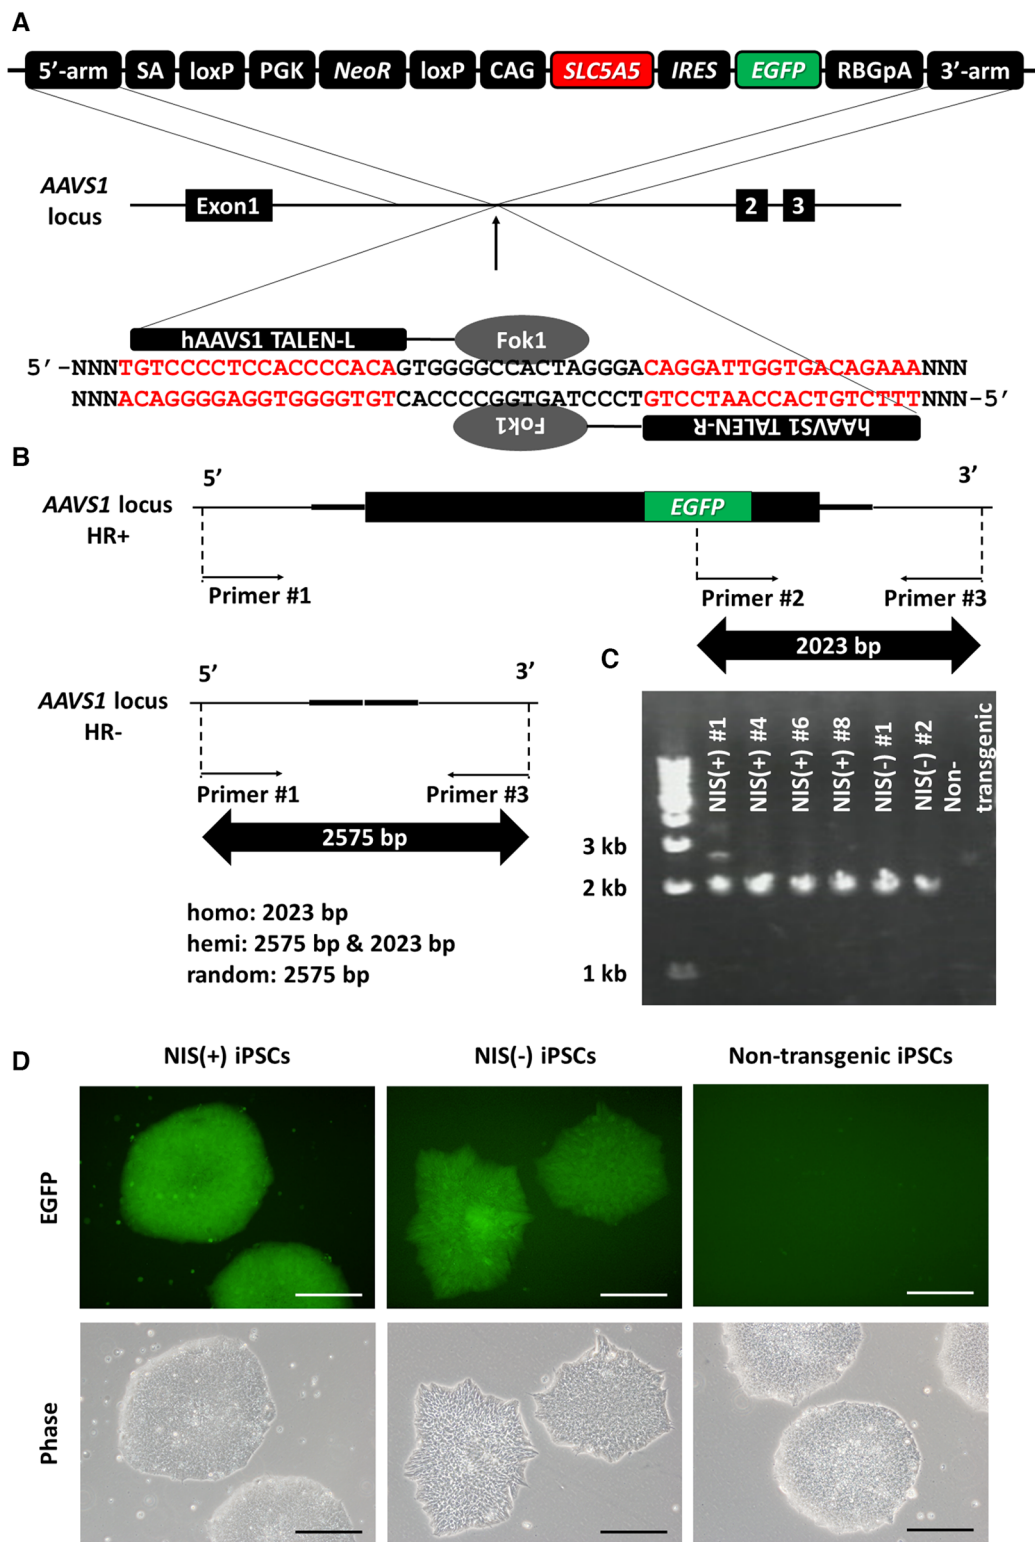 A
5’-arm SA loxP PGK NeoR loxP CAG SLC5A5 IRES EGFP RBGpA 3’-arm
AAVS1
locus
Exon1 2 3
hAAVS1 TALEN-L Fok1
5’-NNNTGTCCCCTCCACCCCACAGTGGGGCCACTAGGGACAGGATTGGTGACAGAAANNN
NNNACAGGGGAGGTGGGGTGTCACCCCGGTGATCCCTGTCCTAACCACTGTCTTTNNN-5’
Fok1 hAAVS1 TALEN-R
B
5’ 3’
AAVS1 locus
HR+
EGFP
Primer #1 Primer #2 Primer #3
2023 bp
5’ 3’
AAVS1 locus
HR-
Primer #1 Primer #3
2575 bp
homo: 2023 bp
hemi: 2575 bp & 2023 bp
random: 2575 bp
C
NIS(+) #1
NIS(+) #4
NIS(+) #6
NIS(+) #8
NIS(-) #1
NIS(-) #2
Non-
transgenic
3 kb
2 kb
1 kb
D
NIS(+) iPSCs NIS(-) iPSCs Non-transgenic iPSCs
EGFP
Phase